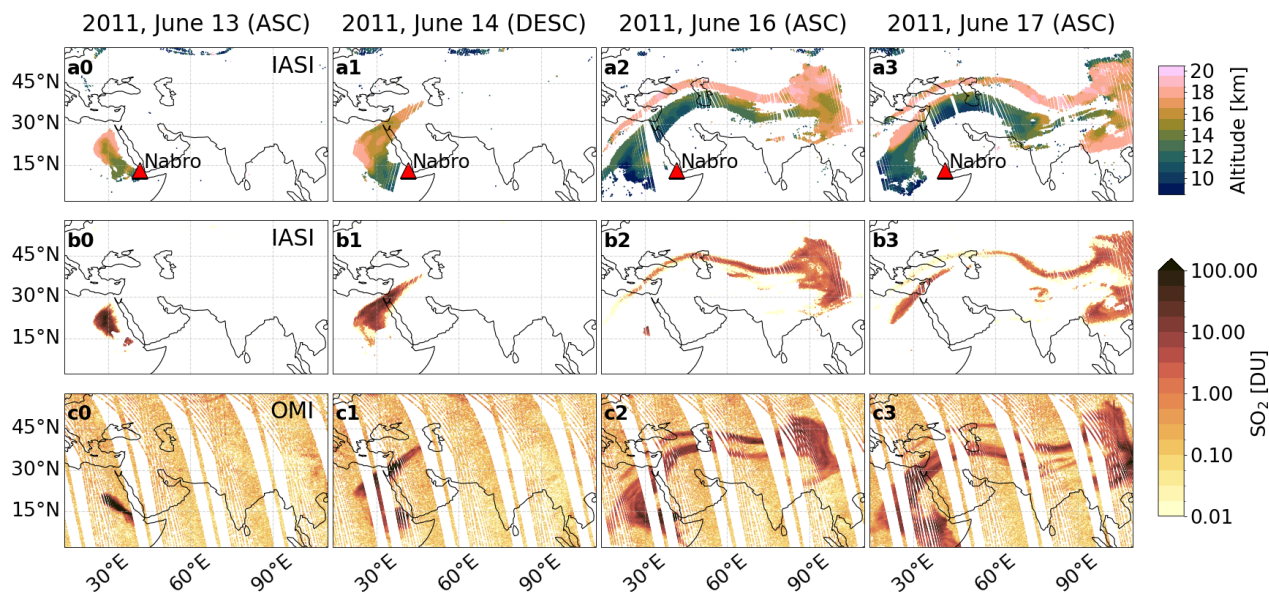 2011, June 13 (ASC) 2011, June 14 (DESC) 2011, June 16 (ASC) 2011, June 17 (ASC)
a0 IASI a1 a2 a3
45°N
30°N
15°N
Nabro Nabro Nabro Nabro
20
18
16
14
12
10
Altitude [km]
b0 IASI b1 b2 b3
45°N
30°N
15°N
c0 OMI c1 c2 c3
45°N
30°N
15°N
100.00
10.00
1.00
0.10
0.01
SO₂ [DU]
30°E 60°E 90°E 30°E 60°E 90°E 30°E 60°E 90°E 30°E 60°E 90°E